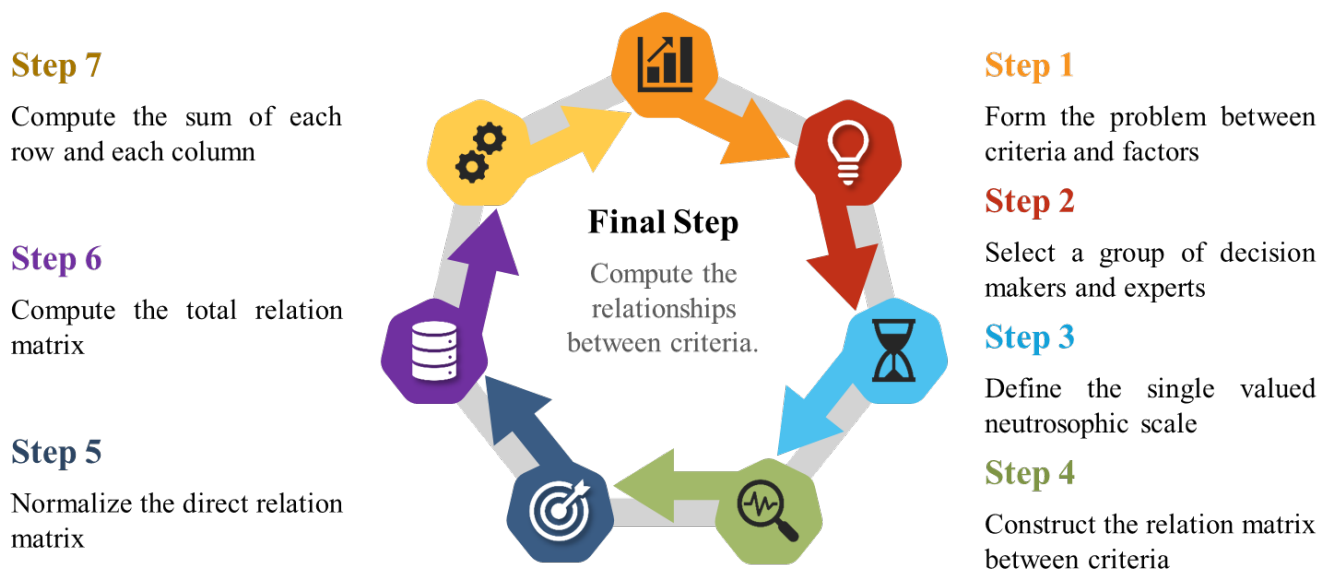 Step 1
Form the problem between
criteria and factors
Step 2
Select a group of decision
makers and experts
Step 3
Define the single valued
neutrosophic scale
Step 4
Construct the relation matrix
between criteria
Step 5
Normalize the direct relation
matrix
Step 6
Compute the total relation
matrix
Step 7
Compute the sum of each
row and each column
Final Step
Compute the
relationships
between criteria.